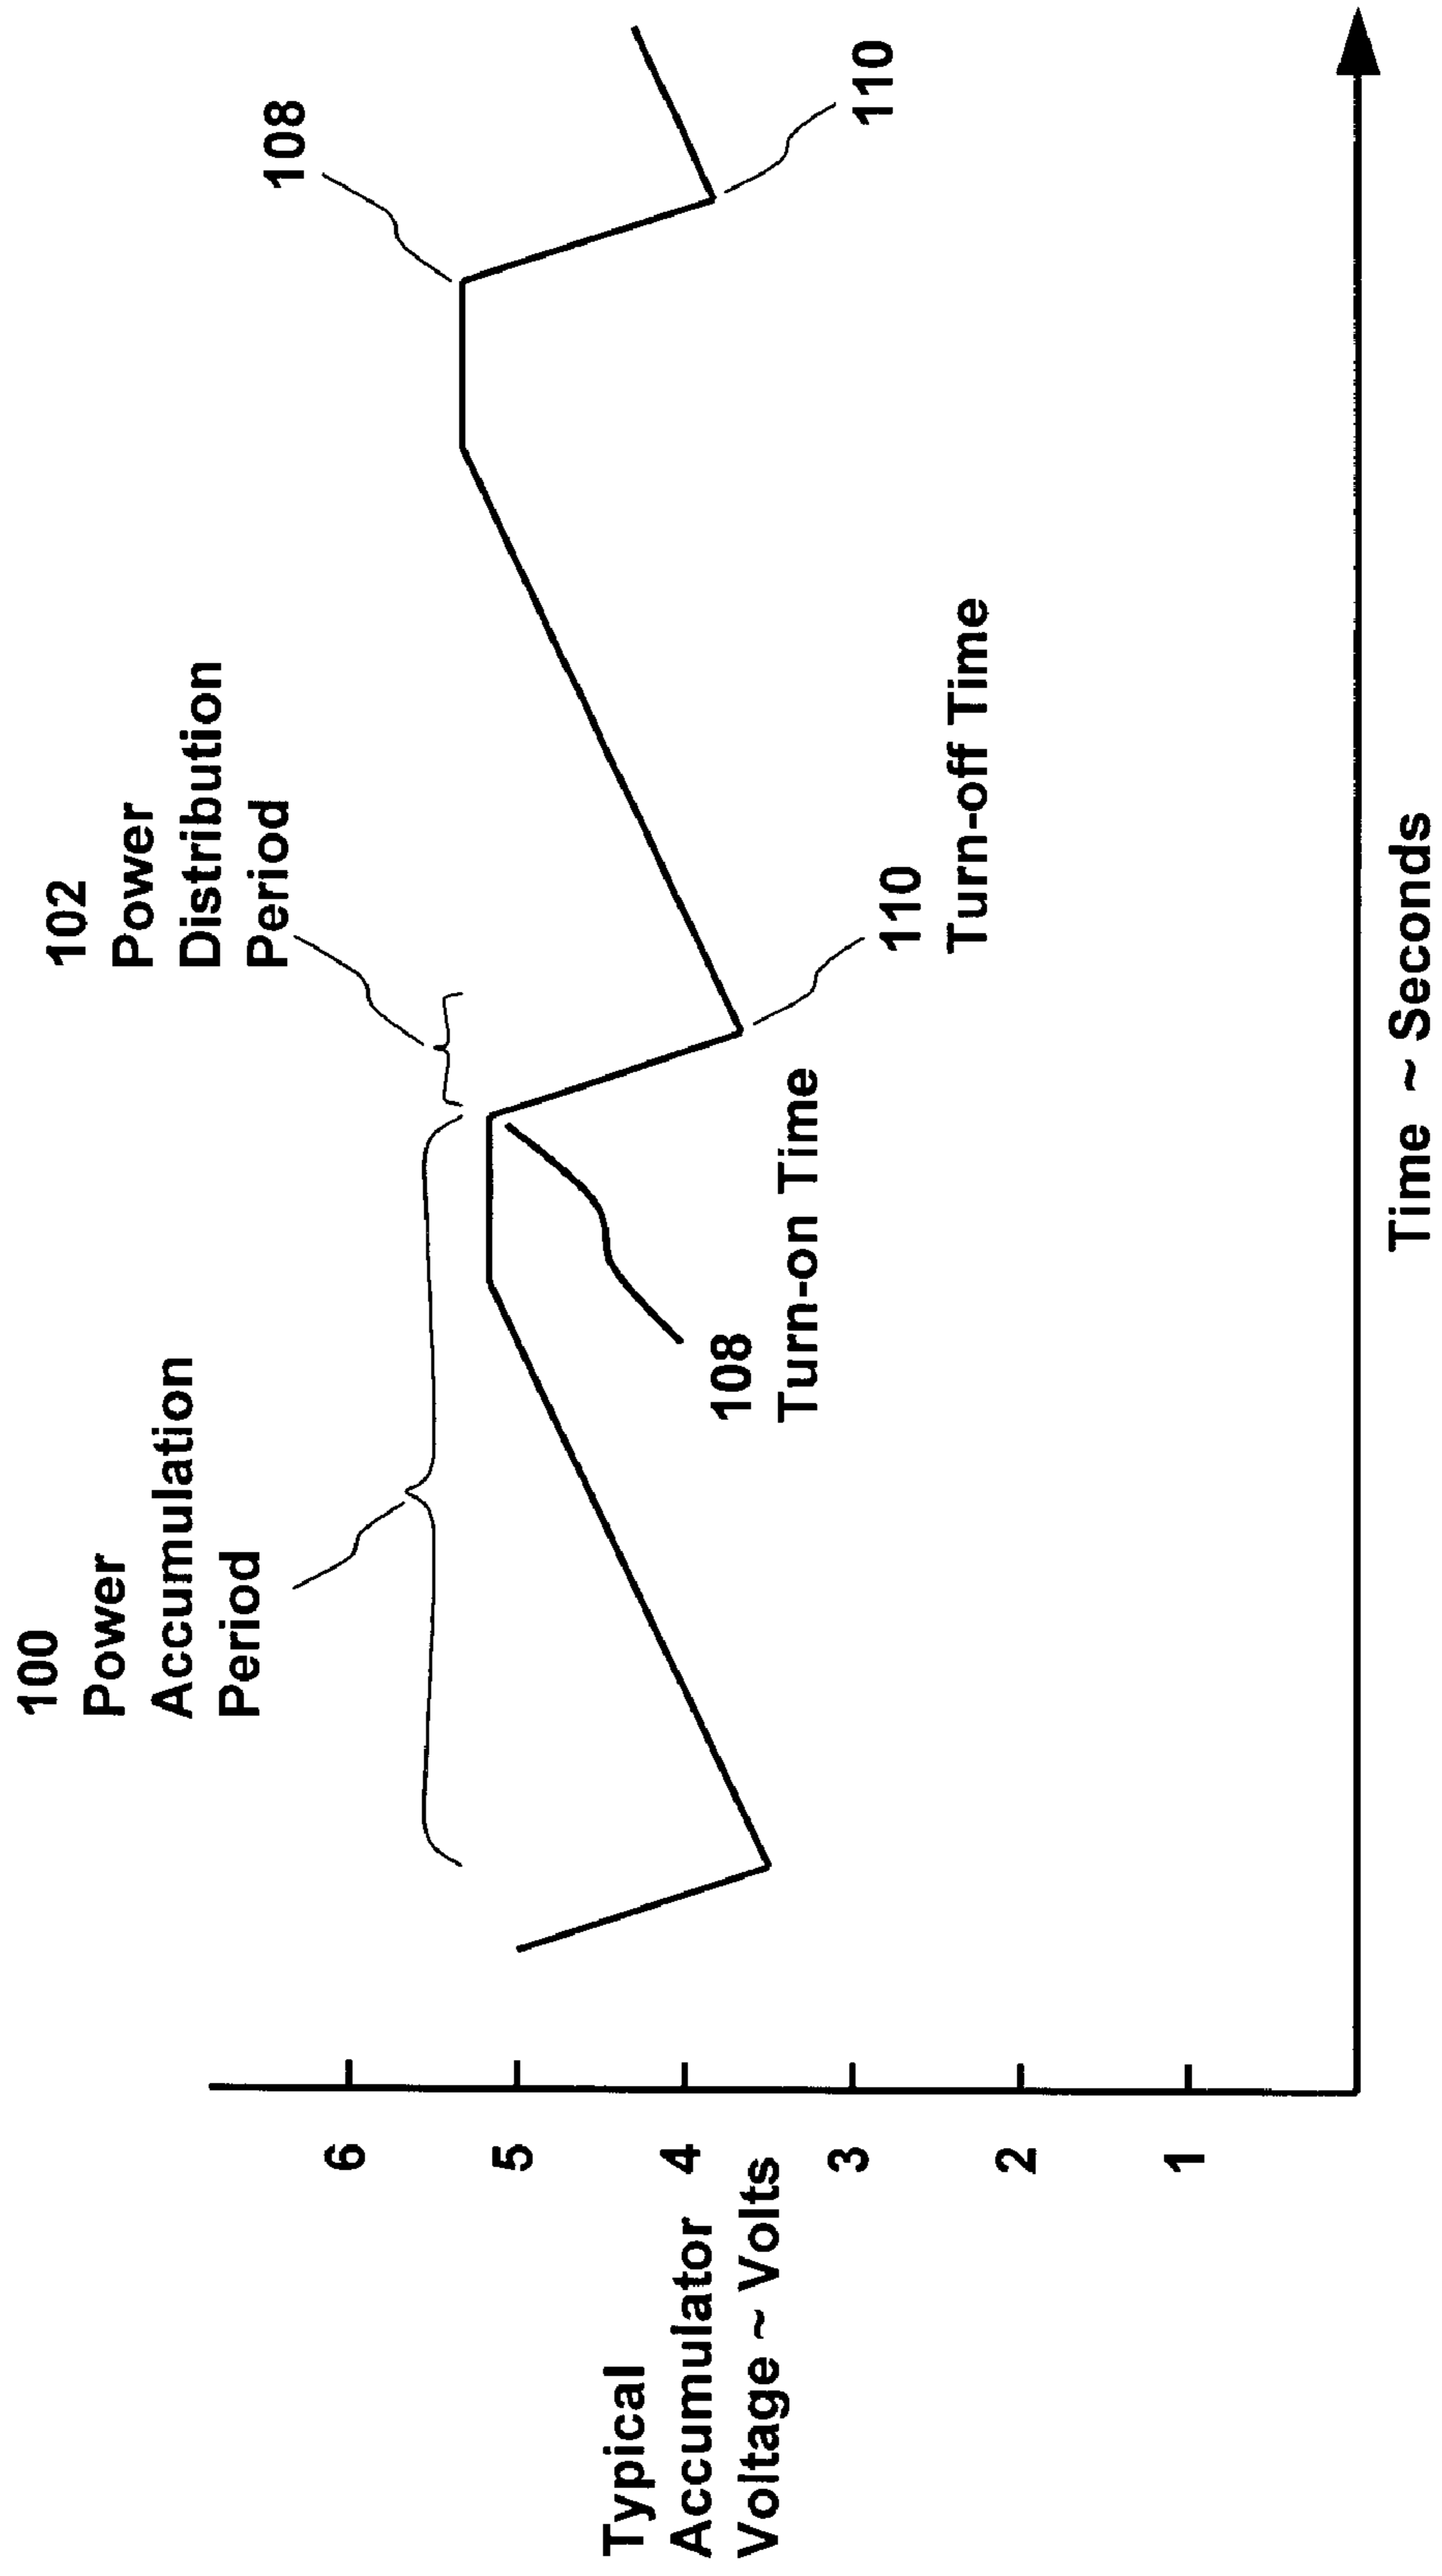 100
Power
Accumulation
Period
102
Power
Distribution
Period
108
108
Turn-on Time
110
Turn-off Time
110
Typical
Accumulator
Voltage ~ Volts
6
5
4
3
2
1
Time ~ Seconds